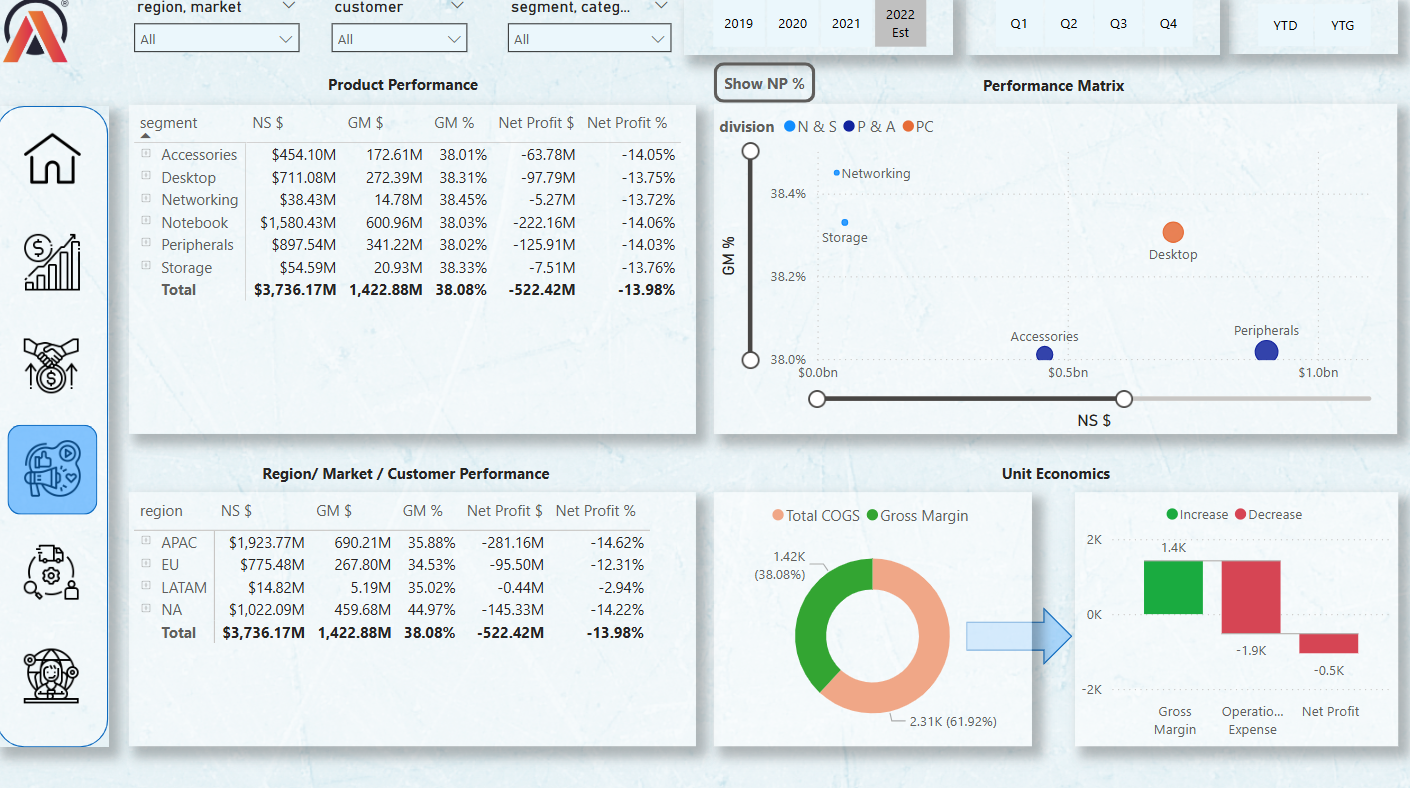 region, market
customer
segment, categ...
All
All
All
2019 2020 2021 2022 Est
Q1 Q2 Q3 Q4
YTD YTG
Product Performance
segment NS $ GM $ GM % Net Profit $ Net Profit %
Accessories $454.10M 172.61M 38.01% -63.78M -14.05%
Desktop $711.08M 272.39M 38.31% -97.79M -13.75%
Networking $38.43M 14.78M 38.45% -5.27M -13.72%
Notebook $1,580.43M 600.96M 38.03% -222.16M -14.06%
Peripherals $897.54M 341.22M 38.02% -125.91M -14.03%
Storage $54.59M 20.93M 38.33% -7.51M -13.76%
Total $3,736.17M 1,422.88M 38.08% -522.42M -13.98%
Show NP %
Performance Matrix
division N & S P & A PC
GM %
38.4%
38.2%
38.0%
Networking
Storage
Desktop
Accessories
Peripherals
$0.0bn $0.5bn $1.0bn
NS $
Region/ Market / Customer Performance
region NS $ GM $ GM % Net Profit $ Net Profit %
APAC $1,923.77M 690.21M 35.88% -281.16M -14.62%
EU $775.48M 267.80M 34.53% -95.50M -12.31%
LATAM $14.82M 5.19M 35.02% -0.44M -2.94%
NA $1,022.09M 459.68M 44.97% -145.33M -14.22%
Total $3,736.17M 1,422.88M 38.08% -522.42M -13.98%
Unit Economics
Total COGS Gross Margin
1.42K
(38.08%)
2.31K (61.92%)
Increase Decrease
2K
0K
-2K
1.4K
-1.9K
-0.5K
Gross
Margin
Operatio...
Expense
Net Profit